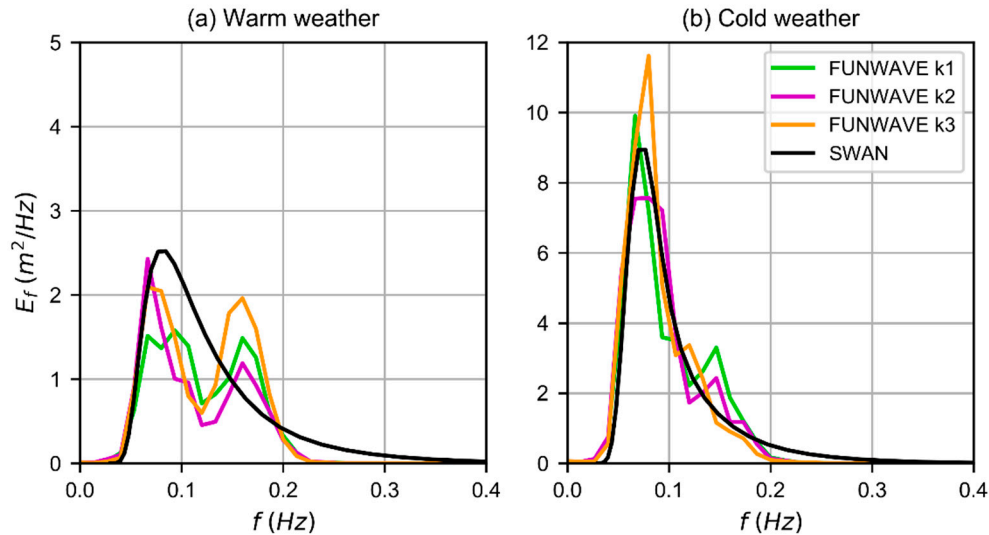 (a) Warm weather
5
4
3
2
1
0
0.0 0.1 0.2 0.3 0.4
E_f (m^2/Hz)
f (Hz)
(b) Cold weather
12
10
8
6
4
2
0
0.0 0.1 0.2 0.3 0.4
f (Hz)
FUNWAVE k1
FUNWAVE k2
FUNWAVE k3
SWAN